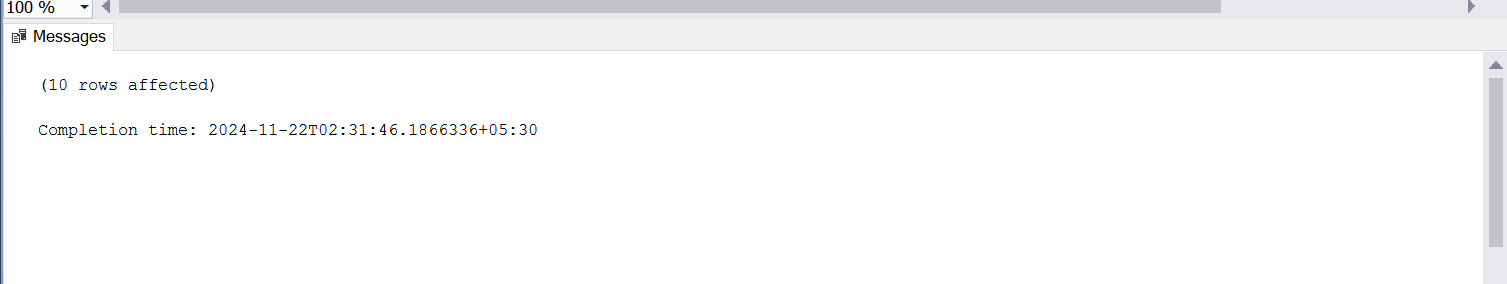 100 %
Messages
(10 rows affected)
Completion time: 2024-11-22T02:31:46.1866336+05:30